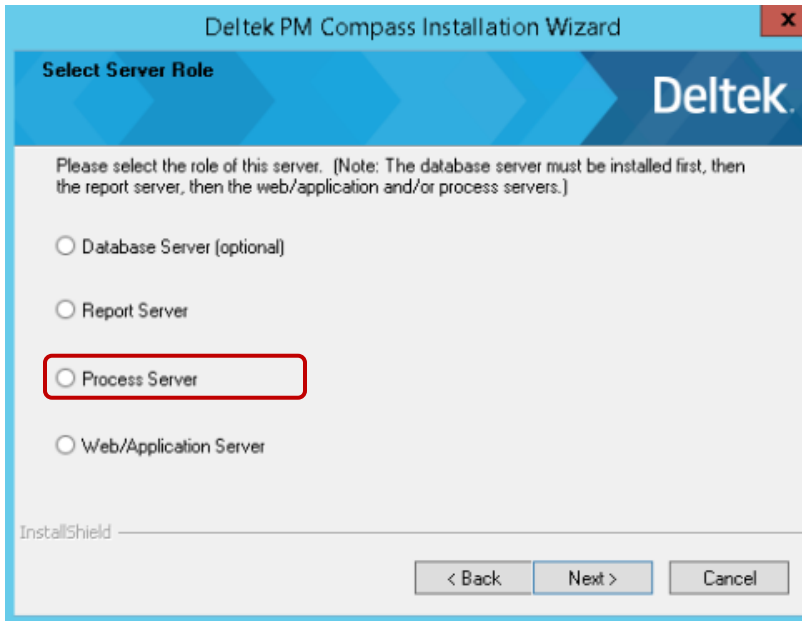 Deltek PM Compass Installation Wizard
x
Select Server Role
Deltek.
Please select the role of this server. (Note: The database server must be installed first, then
the report server, then the web/application and/or process servers.)
Database Server (optional)
Report Server
Process Server
Web/Application Server
InstallShield
< Back
Next >
Cancel